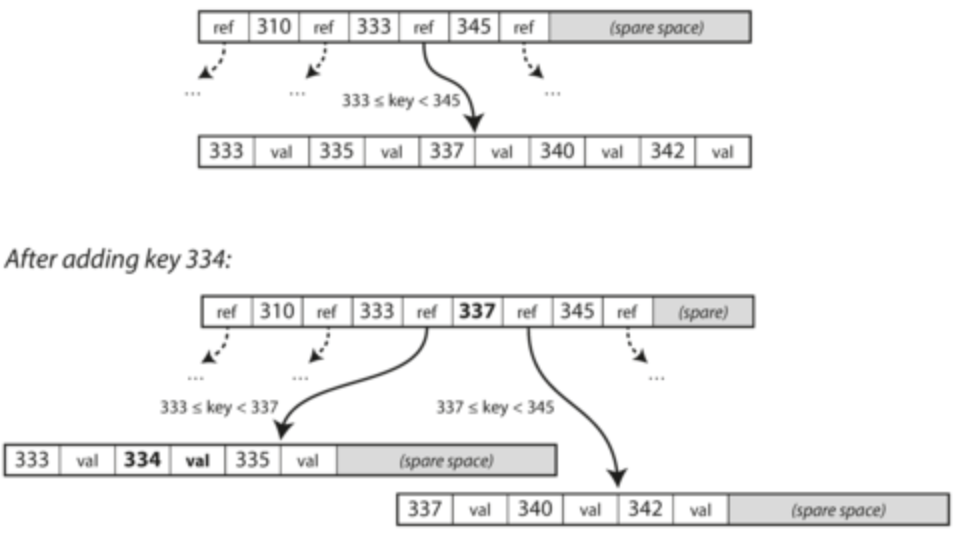 ref 310 ref 333 ref 345 ref (spare space)
...
...
...
333 ≤ key < 345
333 val 335 val 337 val 340 val 342 val
After adding key 334:
ref 310 ref 333 ref 337 ref 345 ref (spare)
...
...
...
333 ≤ key < 337
337 ≤ key < 345
333 val 334 val 335 val (spare space)
337 val 340 val 342 val (spare space)